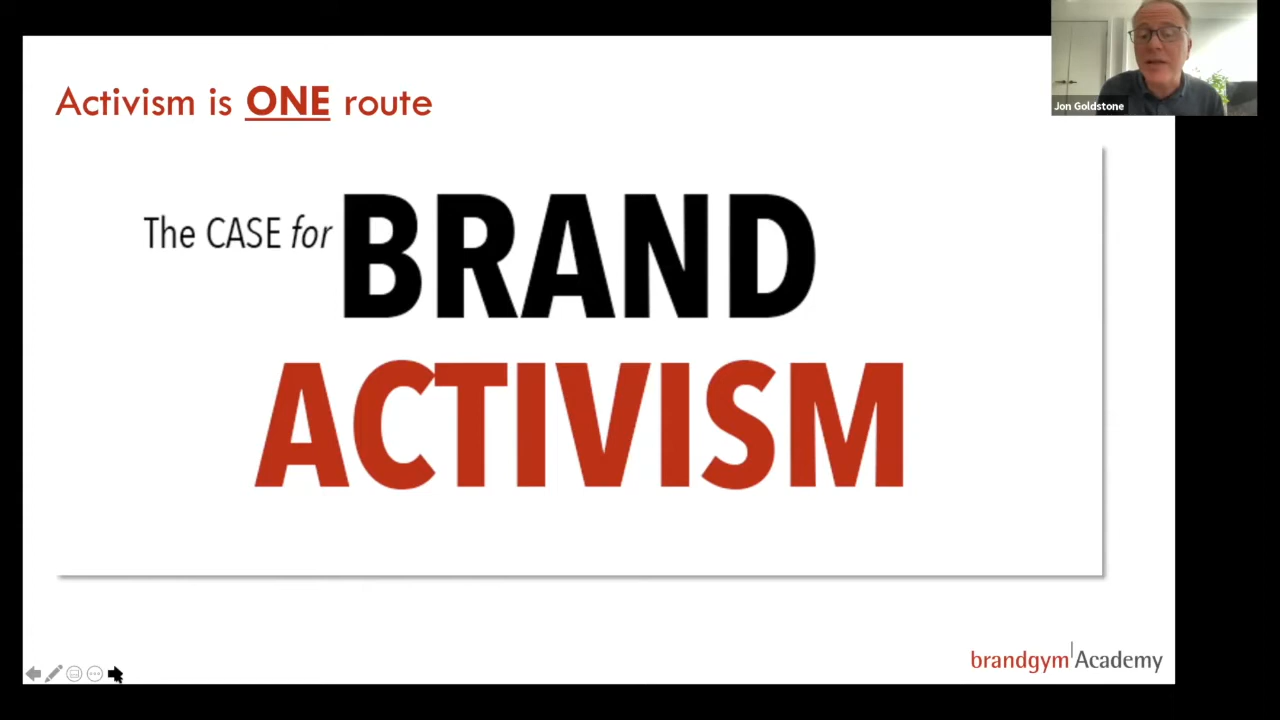 Activism is ONE route
Jon Goldstone
The CASE for BRAND
ACTIVISM
brandgym Academy